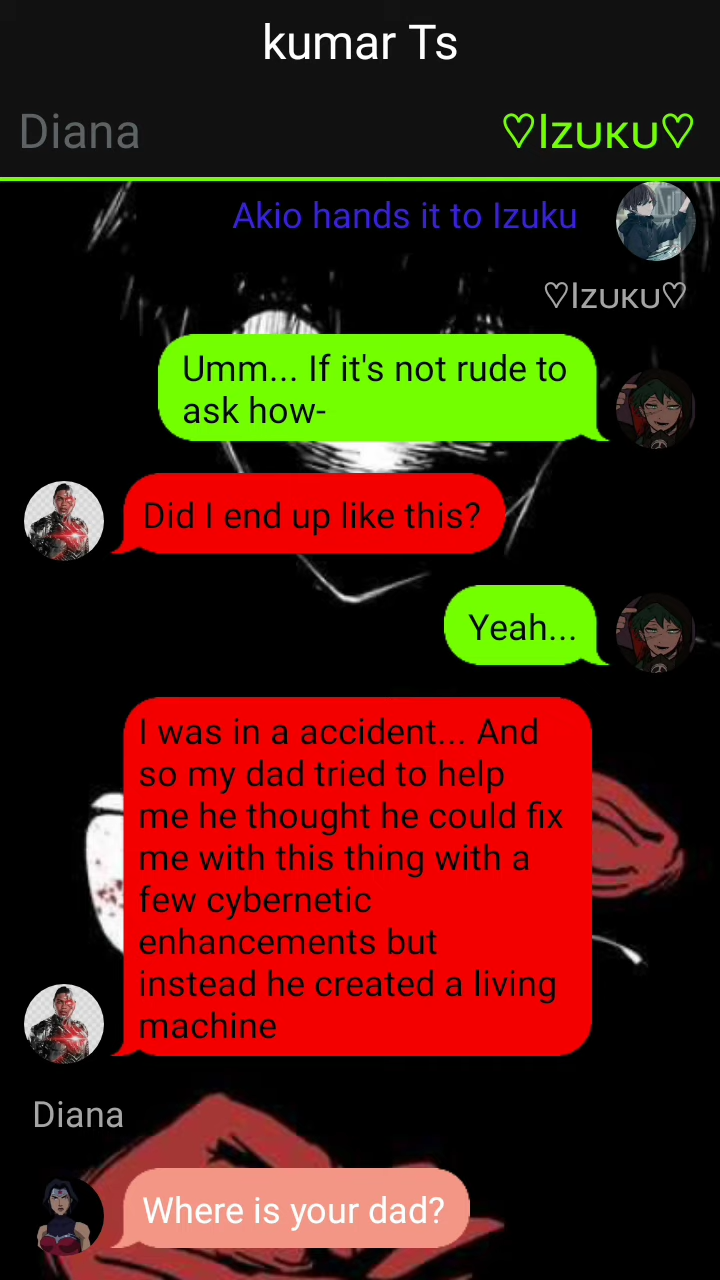 kumar Ts
Diana
♡Izuku♡
Akio hands it to Izuku
♡Izuku♡
Umm... If it's not rude to
ask how-
Did I end up like this?
Yeah...
I was in a accident... And
so my dad tried to help
me he thought he could fix
me with this thing with a
few cybernetic
enhancements but
instead he created a living
machine
Diana
Where is your dad?